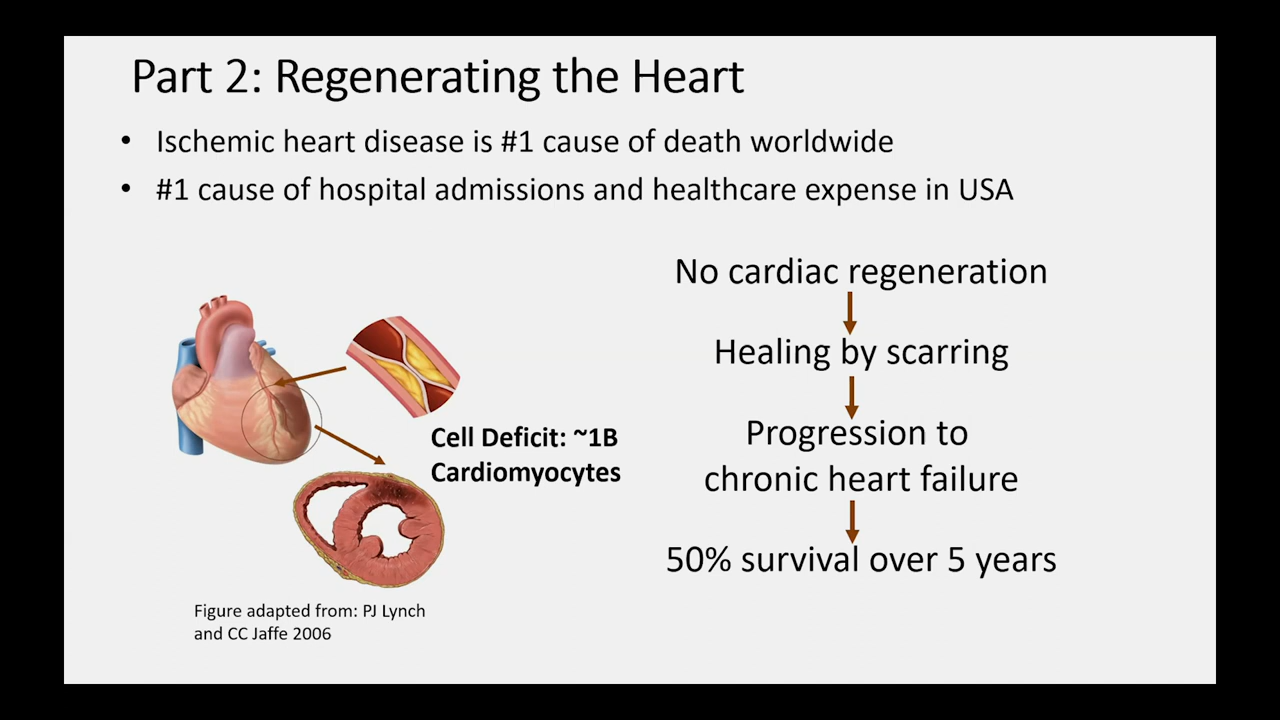 Part 2: Regenerating the Heart
• Ischemic heart disease is #1 cause of death worldwide
• #1 cause of hospital admissions and healthcare expense in USA
No cardiac regeneration
Healing by scarring
Progression to
chronic heart failure
50% survival over 5 years
Cell Deficit: ~1B
Cardiomyocytes
Figure adapted from: PJ Lynch
and CC Jaffe 2006